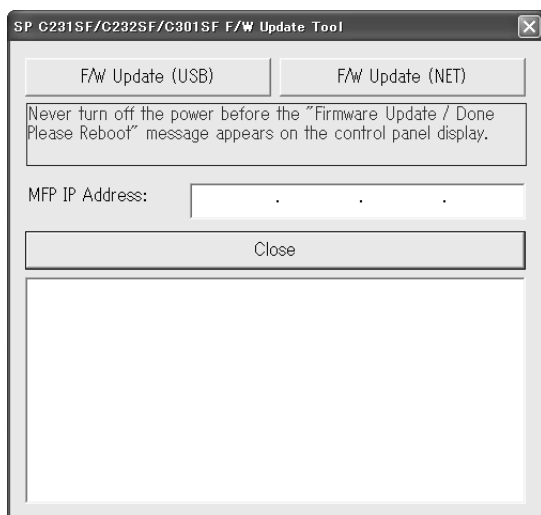 SP C231SF/C232SF/C301SF F/W Update Tool
F/W Update (USB)
F/W Update (NET)
Never turn off the power before the "Firmware Update / Done
Please Reboot" message appears on the control panel display.
MFP IP Address:
. . .
Close